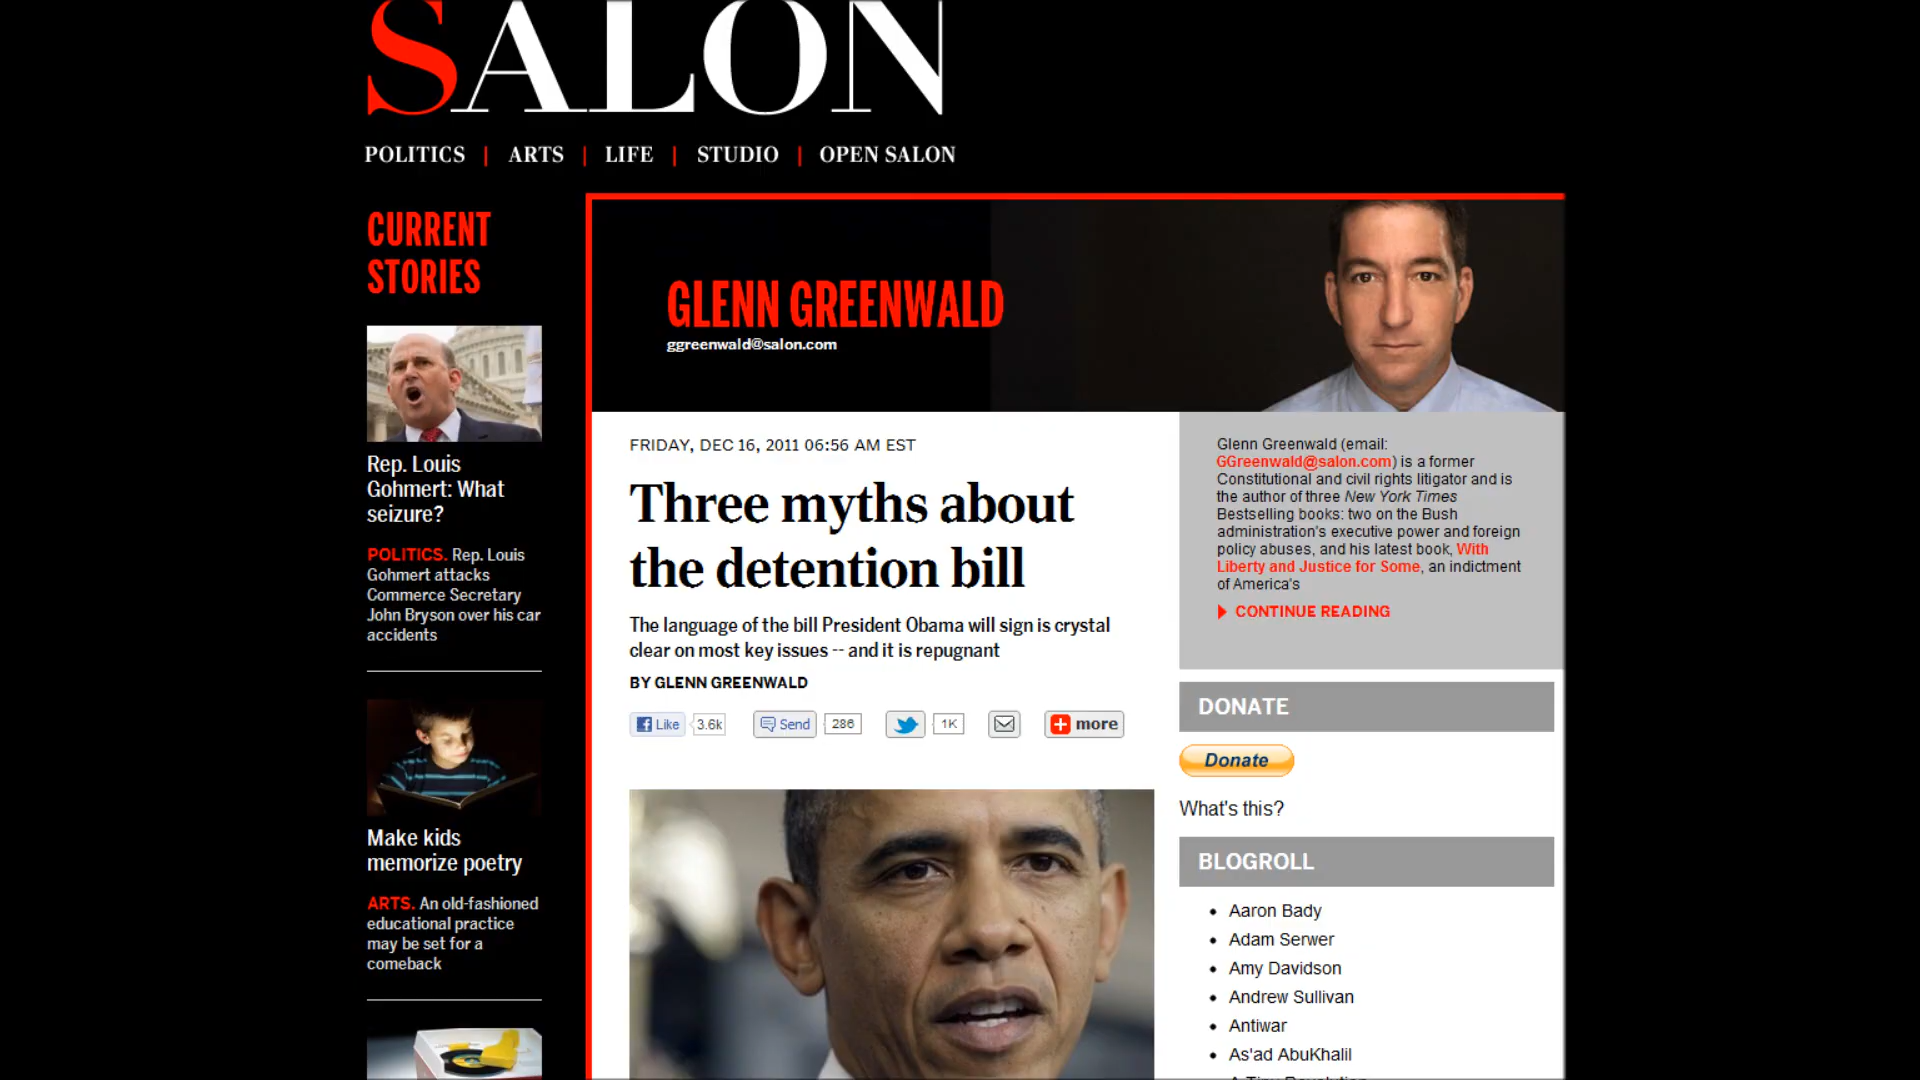 SALON
POLITICS | ARTS | LIFE | STUDIO | OPEN SALON
CURRENT
STORIES
Rep. Louis
Gohmert: What
seizure?
POLITICS. Rep. Louis
Gohmert attacks
Commerce Secretary
John Bryson over his car
accidents
Make kids
memorize poetry
ARTS. An old-fashioned
educational practice
may be set for a
comeback
GLENN GREENWALD
ggreenwald@salon.com
FRIDAY, DEC 16, 2011 06:56 AM EST
Three myths about
the detention bill
The language of the bill President Obama will sign is crystal
clear on most key issues -- and it is repugnant
BY GLENN GREENWALD
Like 3.6k Send 286 1K more
Glenn Greenwald (email:
GGreenwald@salon.com) is a former
Constitutional and civil rights litigator and is
the author of three New York Times
Bestselling books: two on the Bush
administration's executive power and foreign
policy abuses, and his latest book, With
Liberty and Justice for Some, an indictment
of America's
CONTINUE READING
DONATE
Donate
What's this?
BLOGROLL
• Aaron Bady
• Adam Serwer
• Amy Davidson
• Andrew Sullivan
• Antiwar
• As'ad AbuKhalil